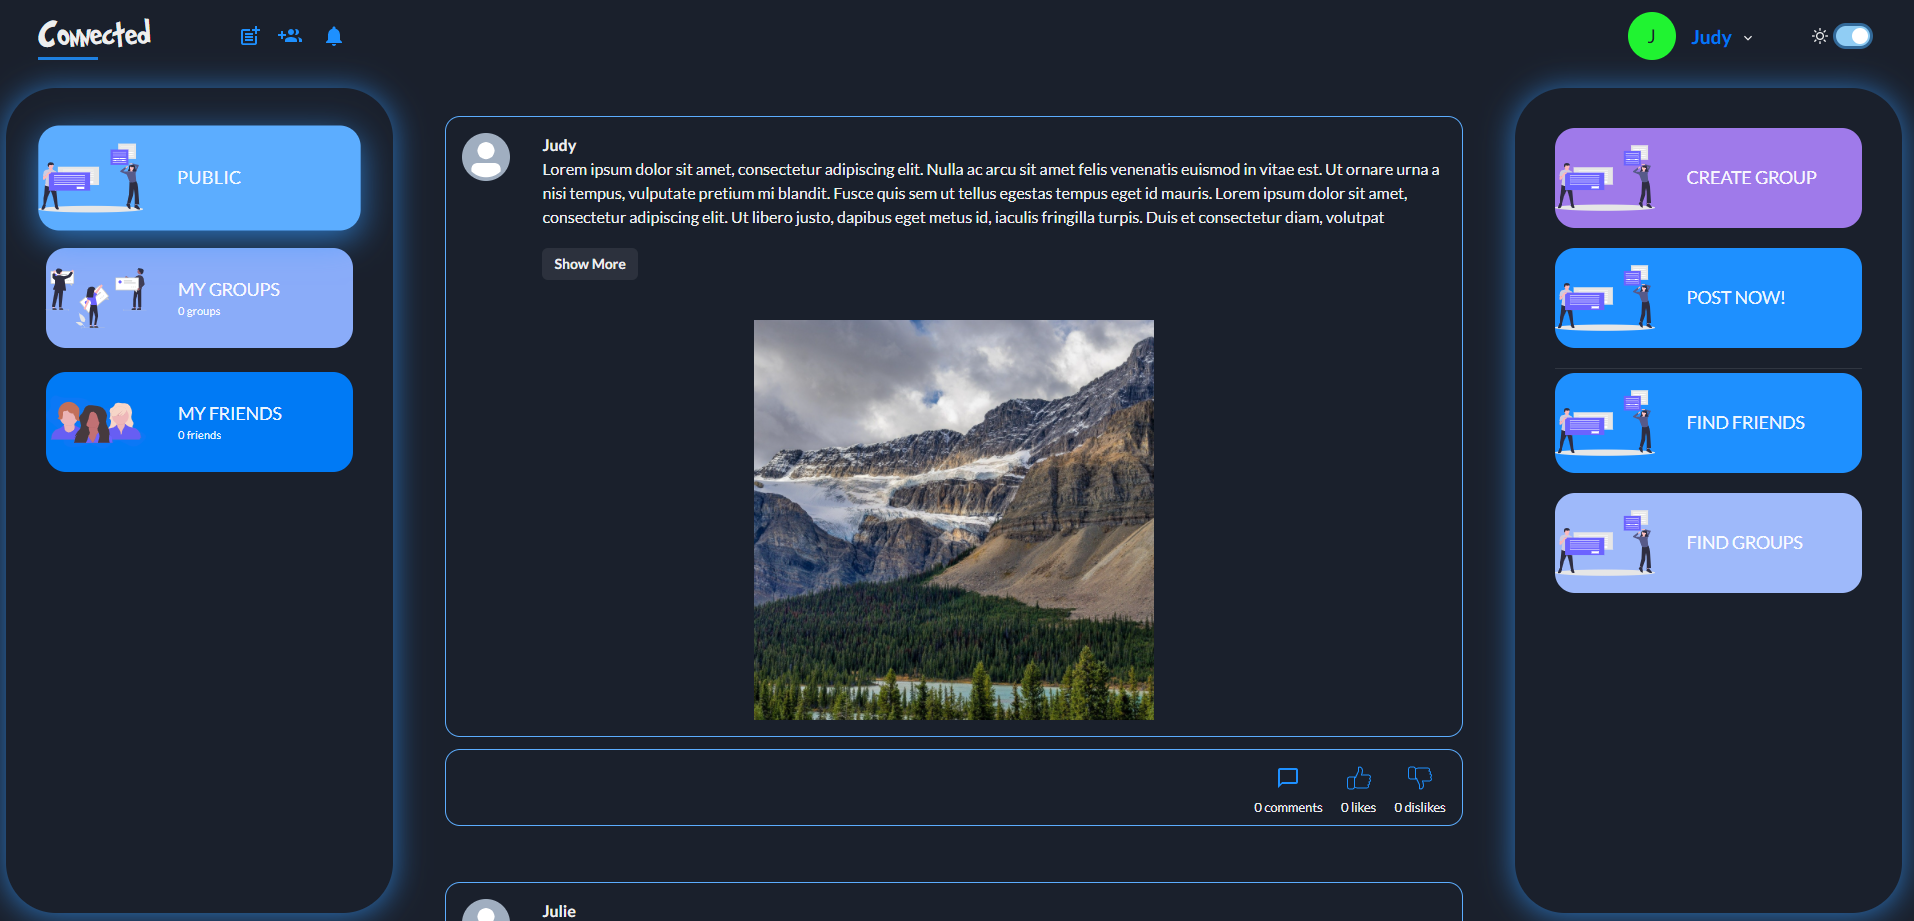 Connected
J
Judy
PUBLIC
MY GROUPS
0 groups
MY FRIENDS
0 friends
Judy
Lorem ipsum dolor sit amet, consectetur adipiscing elit. Nulla ac arcu sit amet felis venenatis euismod in vitae est. Ut ornare urna a
nisi tempus, vulputate pretium mi blandit. Fusce quis sem ut tellus egestas tempus eget id mauris. Lorem ipsum dolor sit amet,
consectetur adipiscing elit. Ut libero justo, dapibus eget metus id, iaculis fringilla turpis. Duis et consectetur diam, volutpat
Show More
0 comments
0 likes
0 dislikes
Julie
CREATE GROUP
POST NOW!
FIND FRIENDS
FIND GROUPS